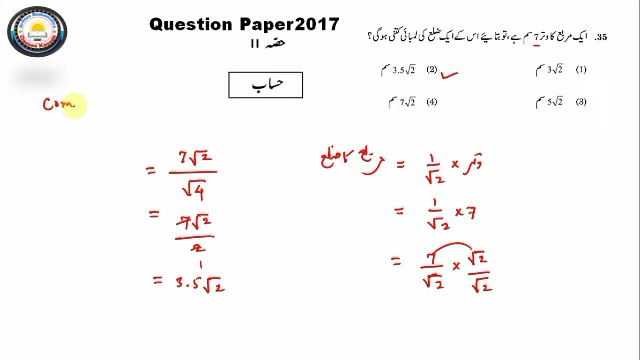 Question Paper2017
حصّہ II
حساب
35. ایک مربع کا وتر 7 سم ہے ، تو بتایئے اس کے ایک ضلع کی لمبائی کتنی ہوگی؟
(1) 3√2 سم
(2) 3.5√2 سم ✓
(3) 5√2 سم
(4) 7√2 سم
Com
مربع کا ضلع = 1/√2 × وتر
= 1/√2 × 7
= 7/√2 × √2/√2
= 7√2/√4
= 7√2/2
= 3.5√2